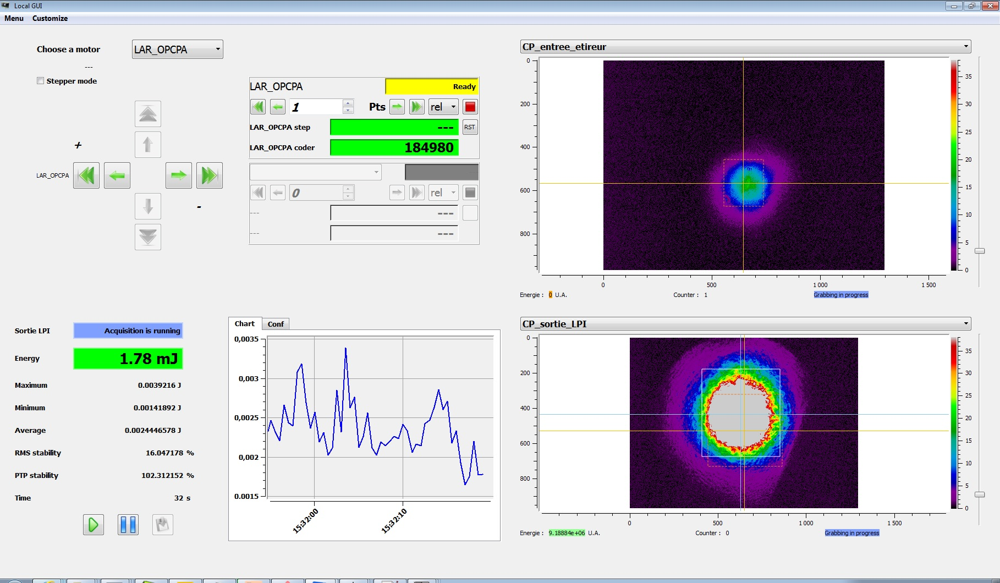 Local GUI
Menu Customize
Choose a motor LAR_OPCPA
---
Stepper mode
+
LAR_OPCPA
-
LAR_OPCPA Ready
1 Pts rel
LAR_OPCPA step --- RST
LAR_OPCPA coder 184980
0 rel
--- ---
--- ---
CP_entree_etireur
0
200
400
600
800
35
30
25
20
15
10
5
0
0 500 1 000 1 500
Energie : 0 U.A. Counter : 1 Grabbing in progress
Sortie LPI Acquisition is running
Energy 1.78 mJ
Maximum 0.0039216 J
Minimum 0.00141892 J
Average 0.0024446578 J
RMS stability 16.047178 %
PTP stability 102.312152 %
Time 32 s
Chart Conf
0,0035
0,003
0,0025
0,002
0.0015
15:32:00 15:32:10
CP_sortie_LPI
0
200
400
600
800
35
30
25
20
15
10
5
0
0 500 1 000 1 500
Energie : 9.18884e+06 U.A. Counter : 0 Grabbing in progress